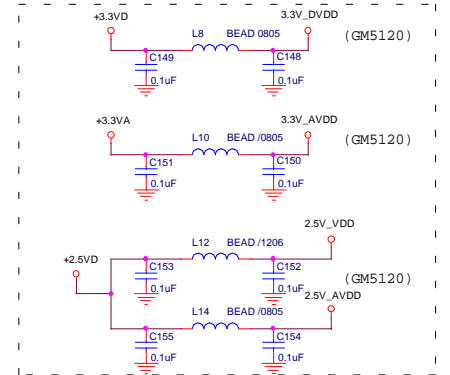 +3.3VD
L8 BEAD 0805
3.3V_DVDD
(GM5120)
C149
0.1uF
C148
0.1uF
+3.3VA
L10 BEAD /0805
3.3V_AVDD
(GM5120)
C151
0.1uF
C150
0.1uF
+2.5VD
L12 BEAD /1206
2.5V_VDD
C153
0.1uF
C152
0.1uF
(GM5120)
L14 BEAD /0805
2.5V_AVDD
C155
0.1uF
C154
0.1uF